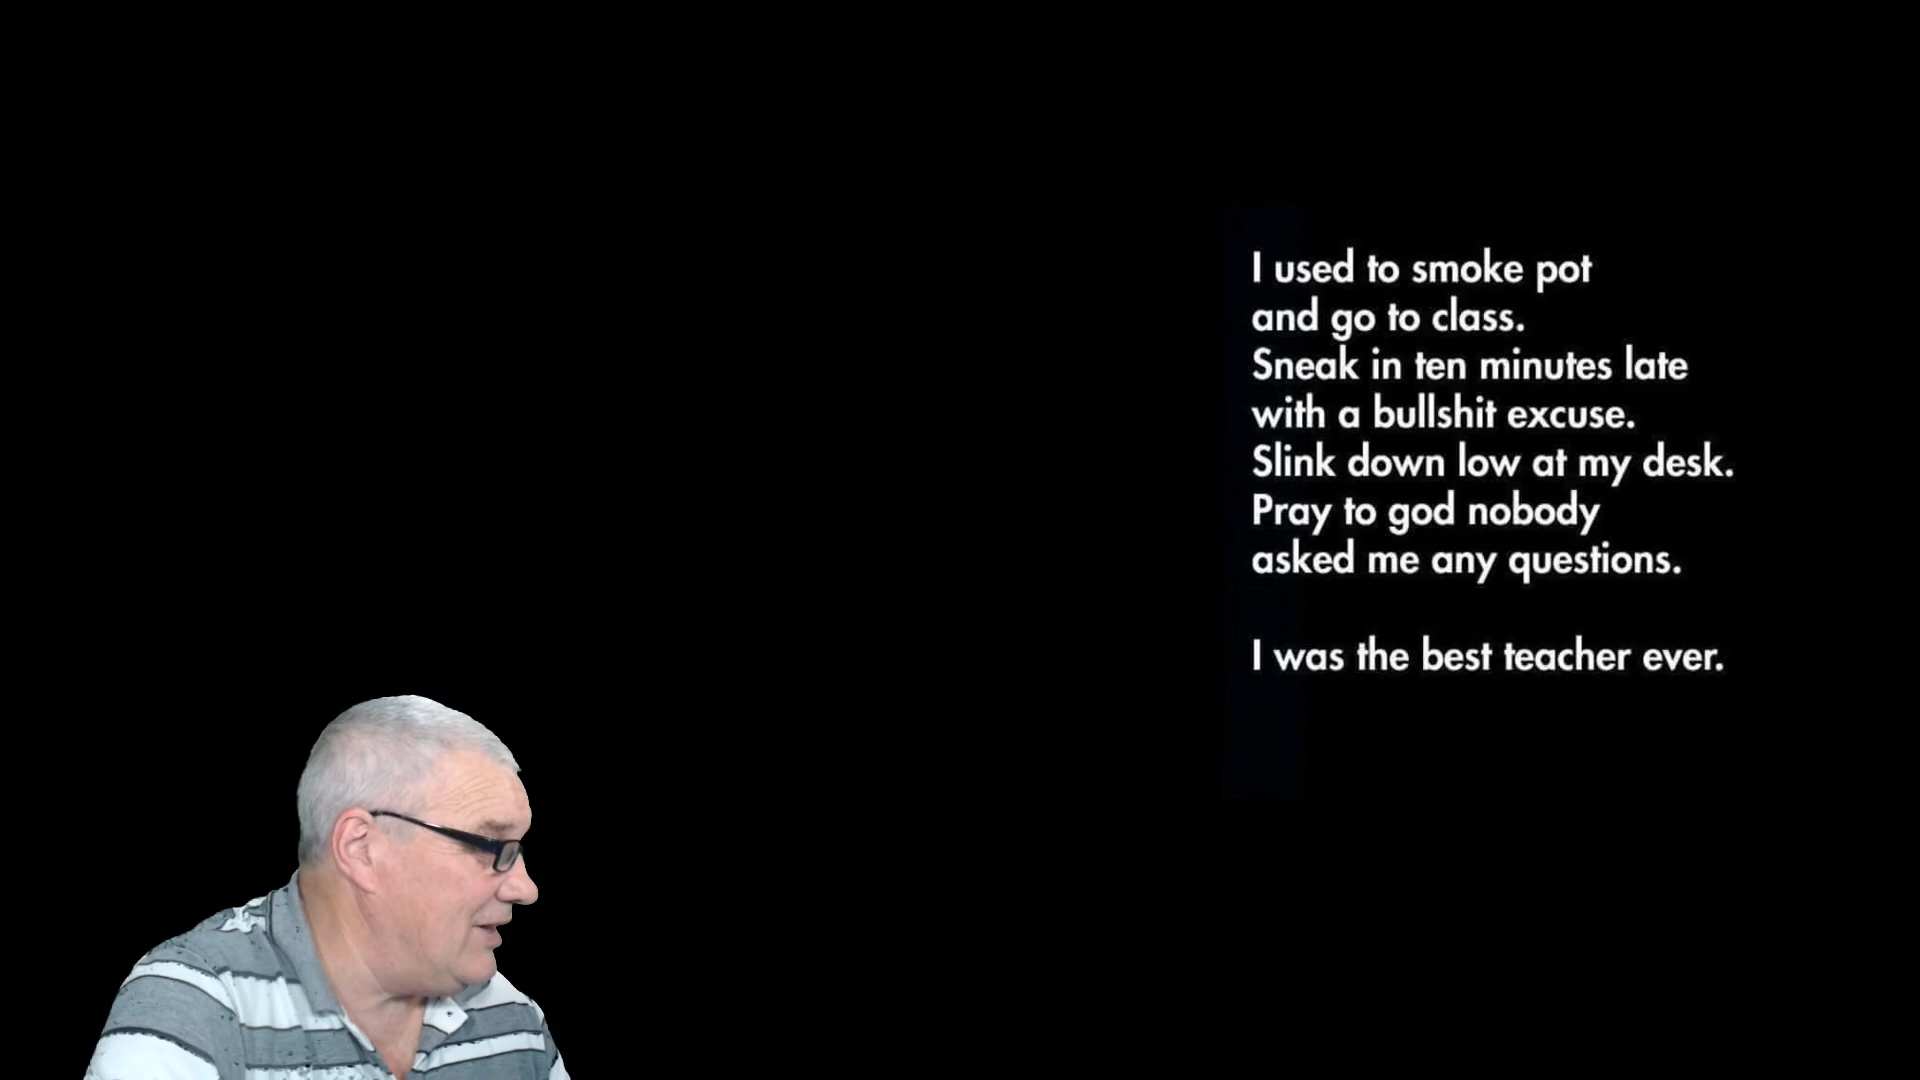 I used to smoke pot
and go to class.
Sneak in ten minutes late
with a bullshit excuse.
Slink down low at my desk.
Pray to god nobody
asked me any questions.
I was the best teacher ever.